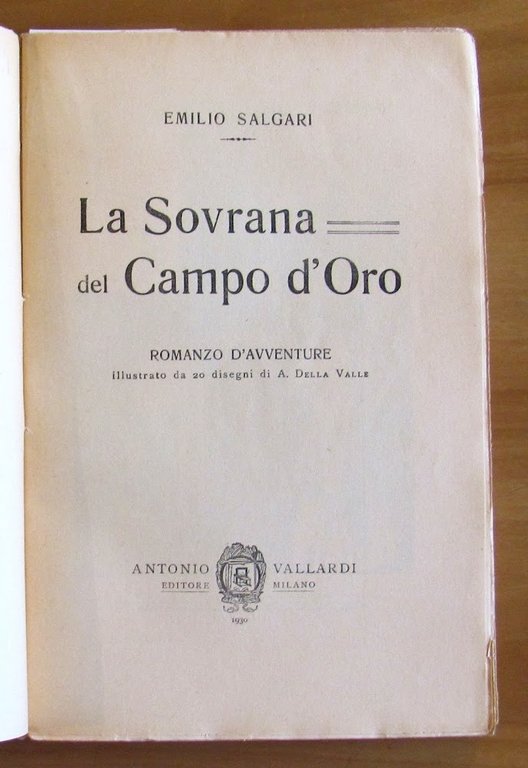 EMILIO SALGARI
La Sovrana
del Campo d'Oro
ROMANZO D'AVVENTURE
illustrato da 20 disegni di A. DELLA VALLE
ANTONIO VALLARDI
EDITORE MILANO
1930